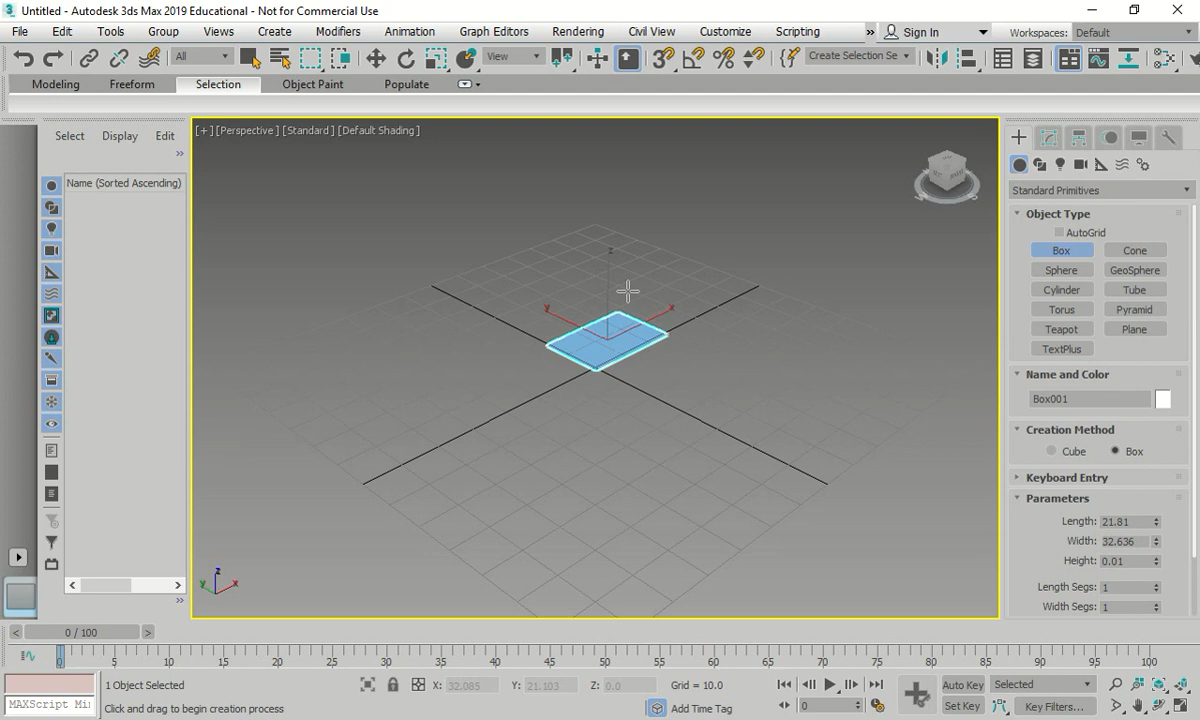 3 Untitled - Autodesk 3ds Max 2019 Educational - Not for Commercial Use
File Edit Tools Group Views Create Modifiers Animation Graph Editors Rendering Civil View Customize Scripting » Sign In Workspaces: Default
All View Create Selection Se
Modeling Freeform Selection Object Paint Populate
[+] [Perspective] [Standard] [Default Shading]
Select Display Edit
»
Name (Sorted Ascending)
Standard Primitives
Object Type
AutoGrid
Box Cone
Sphere GeoSphere
Cylinder Tube
Torus Pyramid
Teapot Plane
TextPlus
Name and Color
Box001
Creation Method
Cube Box
Keyboard Entry
Parameters
Length: 21.81
Width: 32.636
Height: 0.01
Length Segs: 1
Width Segs: 1
z
y x
z
y x
< >
»
< 0 / 100 >
0 5 10 15 20 25 30 35 40 45 50 55 60 65 70 75 80 85 90 95 100
1 Object Selected X: 32.085 Y: 21.103 Z: 0.0 Grid = 10.0 Auto Key Selected
MAXScript Mi Click and drag to begin creation process Add Time Tag 0 Set Key Key Filters...